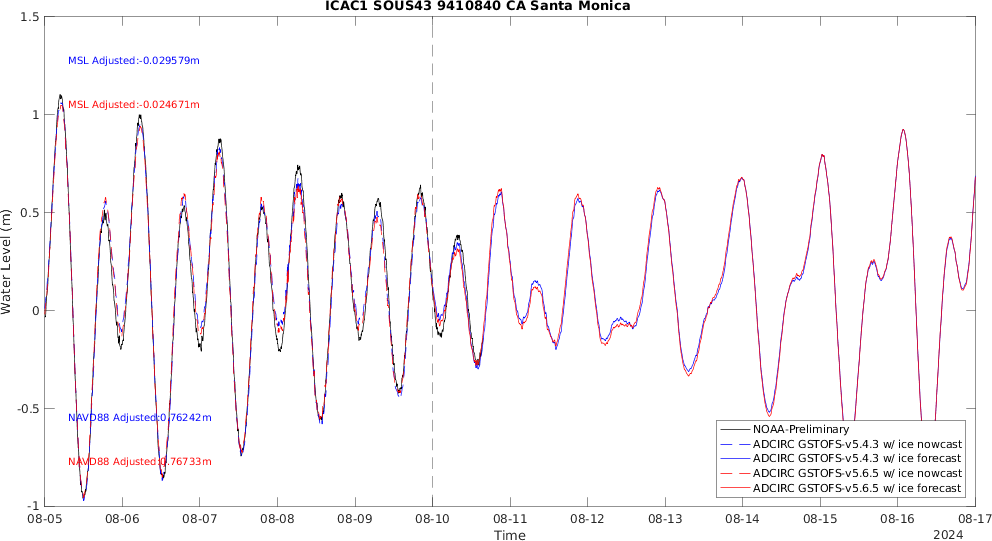 ICAC1 SOUS43 9410840 CA Santa Monica
1.5
MSL Adjusted:-0.029579m
MSL Adjusted:-0.024671m
1
0.5
Water Level (m)
0
-0.5
NAVD88 Adjusted:0.76242m
NAVD88 Adjusted:0.76733m
-1
NOAA-Preliminary
ADCIRC GSTOFS-v5.4.3 w/ ice nowcast
ADCIRC GSTOFS-v5.4.3 w/ ice forecast
ADCIRC GSTOFS-v5.6.5 w/ ice nowcast
ADCIRC GSTOFS-v5.6.5 w/ ice forecast
08-05 08-06 08-07 08-08 08-09 08-10 08-11 08-12 08-13 08-14 08-15 08-16 08-17
Time
2024